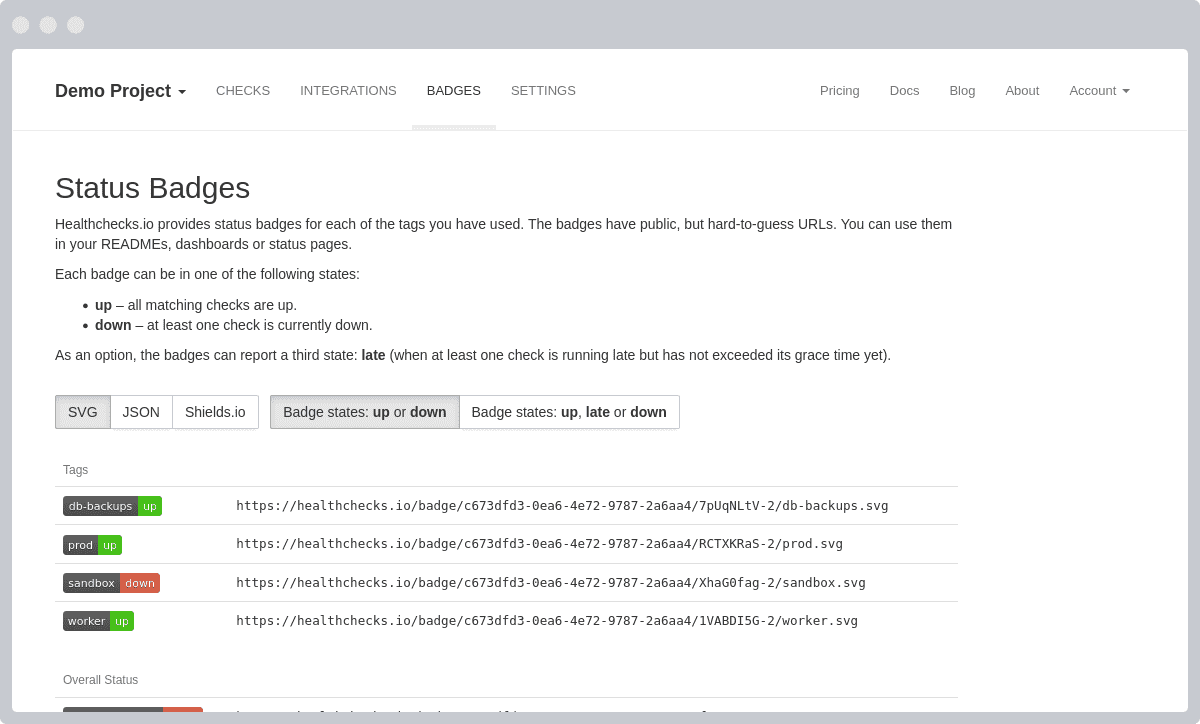 Demo Project CHECKS INTEGRATIONS BADGES SETTINGS Pricing Docs Blog About Account
Status Badges
Healthchecks.io provides status badges for each of the tags you have used. The badges have public, but hard-to-guess URLs. You can use them
in your READMEs, dashboards or status pages.
Each badge can be in one of the following states:
• up – all matching checks are up.
• down – at least one check is currently down.
As an option, the badges can report a third state: late (when at least one check is running late but has not exceeded its grace time yet).
SVG JSON Shields.io Badge states: up or down Badge states: up, late or down
Tags
db-backups up https://healthchecks.io/badge/c673dfd3-0ea6-4e72-9787-2a6aa4/7pUqNLtV-2/db-backups.svg
prod up https://healthchecks.io/badge/c673dfd3-0ea6-4e72-9787-2a6aa4/RCTXKRaS-2/prod.svg
sandbox down https://healthchecks.io/badge/c673dfd3-0ea6-4e72-9787-2a6aa4/XhaG0fag-2/sandbox.svg
worker up https://healthchecks.io/badge/c673dfd3-0ea6-4e72-9787-2a6aa4/1VABDI5G-2/worker.svg
Overall Status